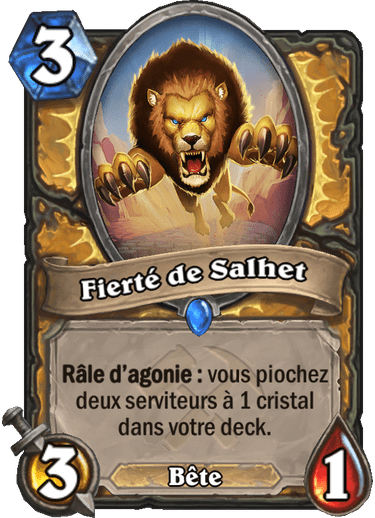 3
Fierté de Salhet
Râle d'agonie : vous piochez
deux serviteurs à 1 cristal
dans votre deck.
3
Bête
1